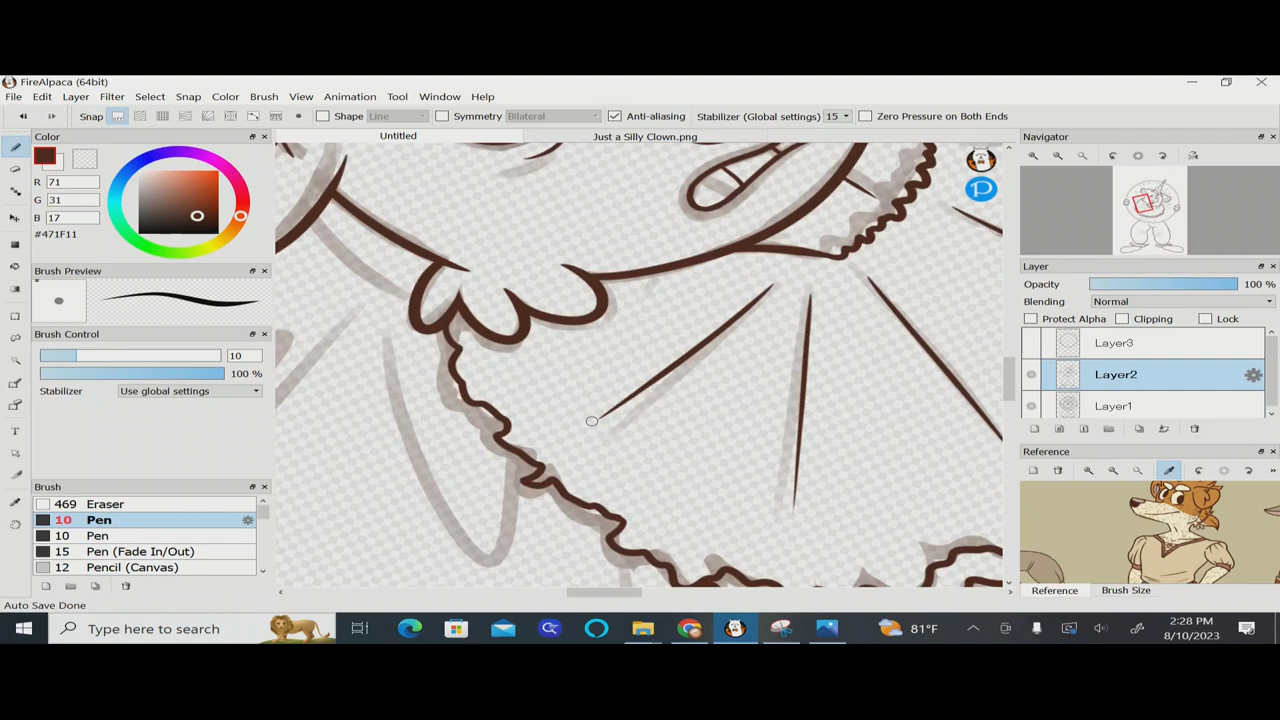 FireAlpaca (64bit)
File Edit Layer Filter Select Snap Color Brush View Animation Tool Window Help
Snap Shape Line Symmetry Bilateral Anti-aliasing Stabilizer (Global settings) 15 Zero Pressure on Both Ends
Color
Untitled
Just a Silly Clown.png
Navigator
R 71
G 31
B 17
#471F11
Brush Preview
Brush Control
10
100 %
Stabilizer Use global settings
Brush
469 Eraser
10 Pen
10 Pen
15 Pen (Fade In/Out)
12 Pencil (Canvas)
Auto Save Done
P
Layer
Opacity 100 %
Blending Normal
Protect Alpha Clipping Lock
Layer3
Layer2
Layer1
Reference
Reference Brush Size
Type here to search
81°F
2:28 PM
8/10/2023